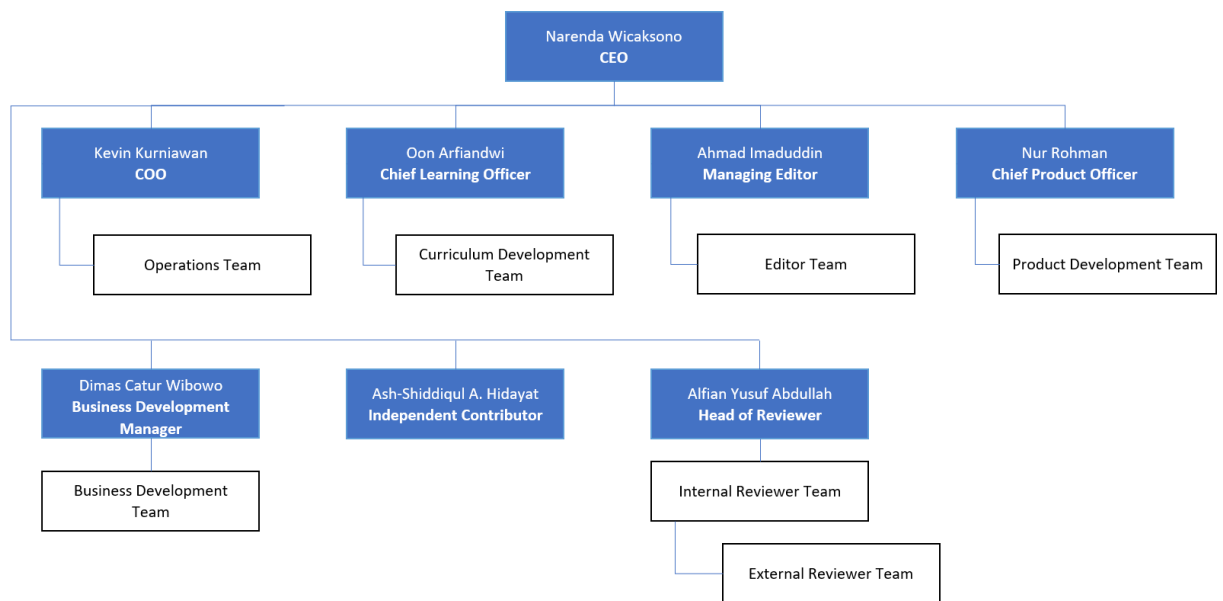 Narenda Wicaksono
CEO
Kevin Kurniawan
COO
Oon Arfiandwi
Chief Learning Officer
Ahmad Imaduddin
Managing Editor
Nur Rohman
Chief Product Officer
Operations Team
Curriculum Development
Team
Editor Team
Product Development Team
Dimas Catur Wibowo
Business Development
Manager
Ash-Shiddiqul A. Hidayat
Independent Contributor
Alfian Yusuf Abdullah
Head of Reviewer
Business Development
Team
Internal Reviewer Team
External Reviewer Team